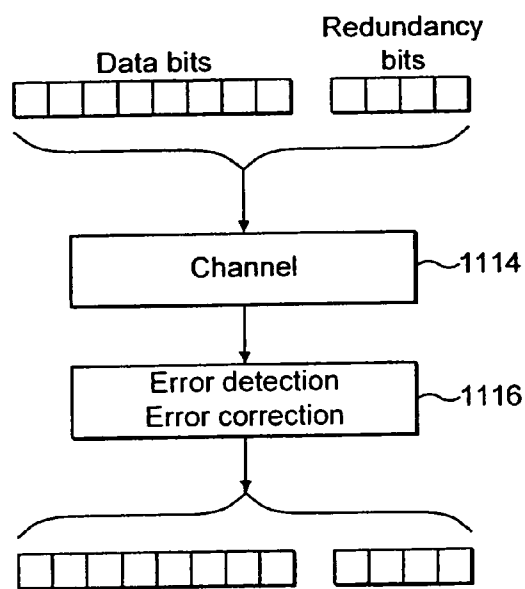 Redundancy
Data bits
bits
Channel
1114
Error detection
Error correction
1116